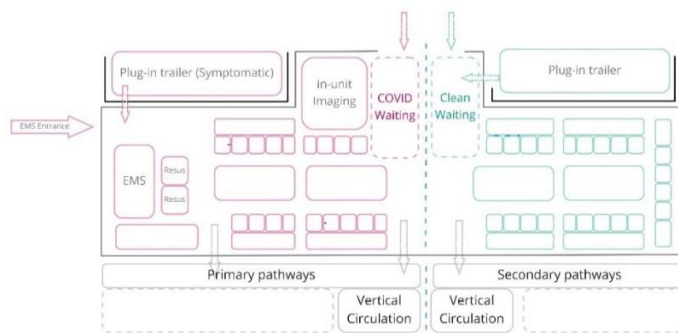 Plug-in trailer (Symptomatic)
in-unit
Imaging
COVID
Waiting
Clean
Waiting
Plug-in trailer
EMS Entrance
EMS
Resus
Resus
Primary pathways
Secondary pathways
Vertical
Circulation
Vertical
Circulation